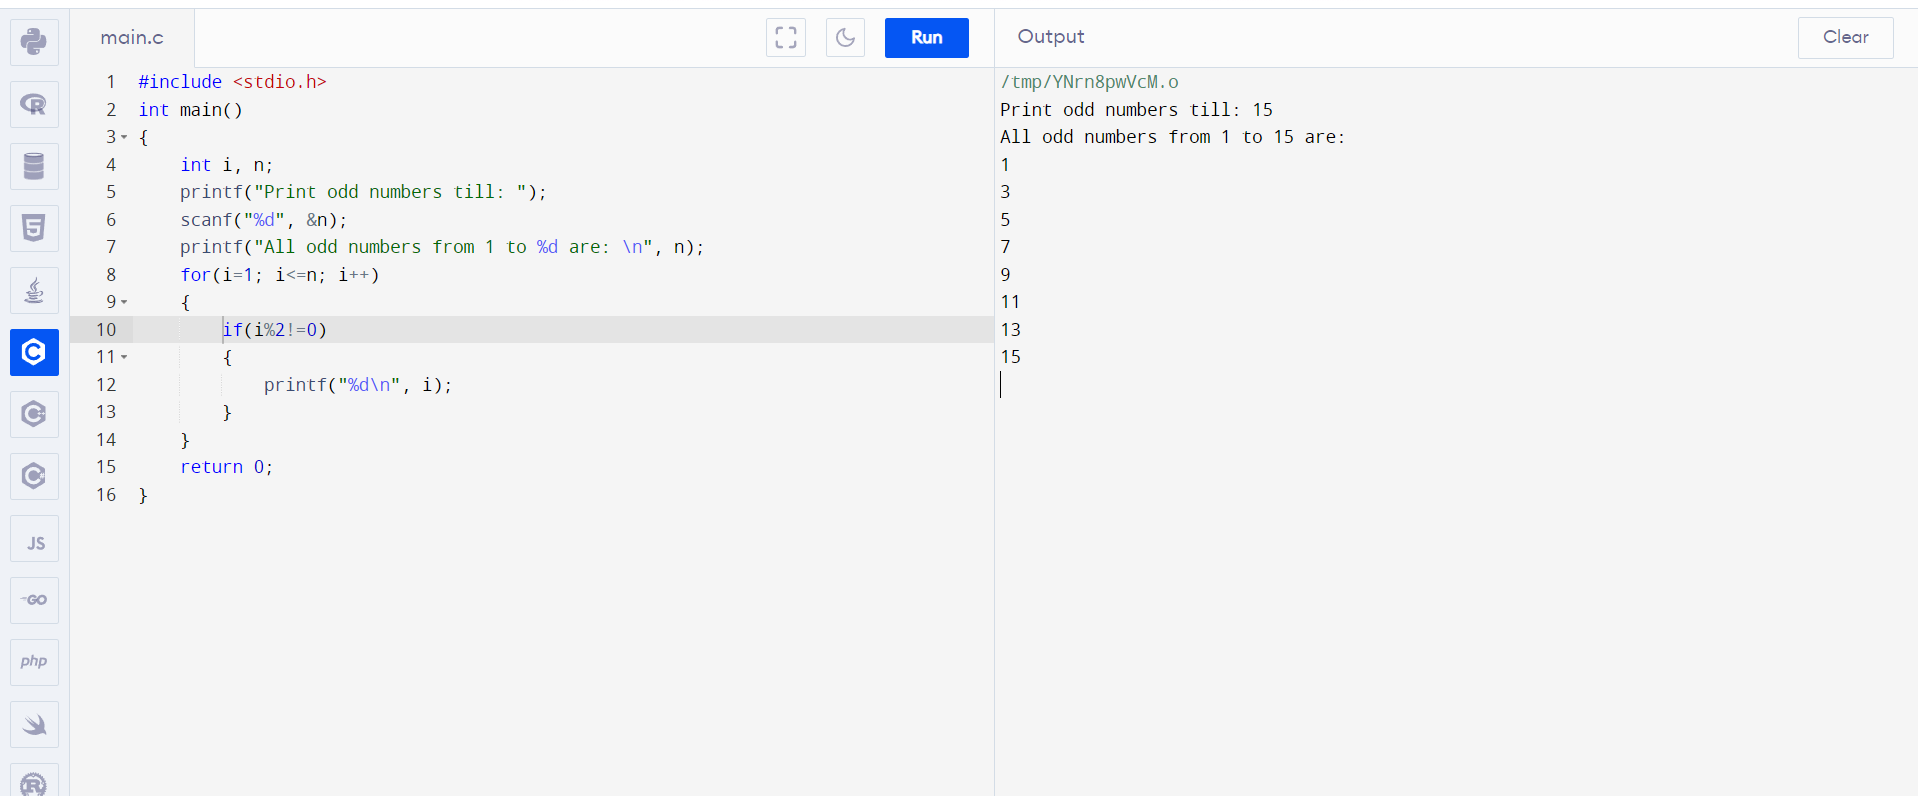 main.c
Run
1 #include <stdio.h>
2 int main()
3 {
4     int i, n;
5     printf("Print odd numbers till: ");
6     scanf("%d", &n);
7     printf("All odd numbers from 1 to %d are: \n", n);
8     for(i=1; i<=n; i++)
9     {
10         if(i%2!=0)
11         {
12             printf("%d\n", i);
13         }
14     }
15     return 0;
16 }
Output
Clear
/tmp/YNrn8pwVcM.o
Print odd numbers till: 15
All odd numbers from 1 to 15 are:
1
3
5
7
9
11
13
15
R
5
C
C
C
JS
GO
php
R